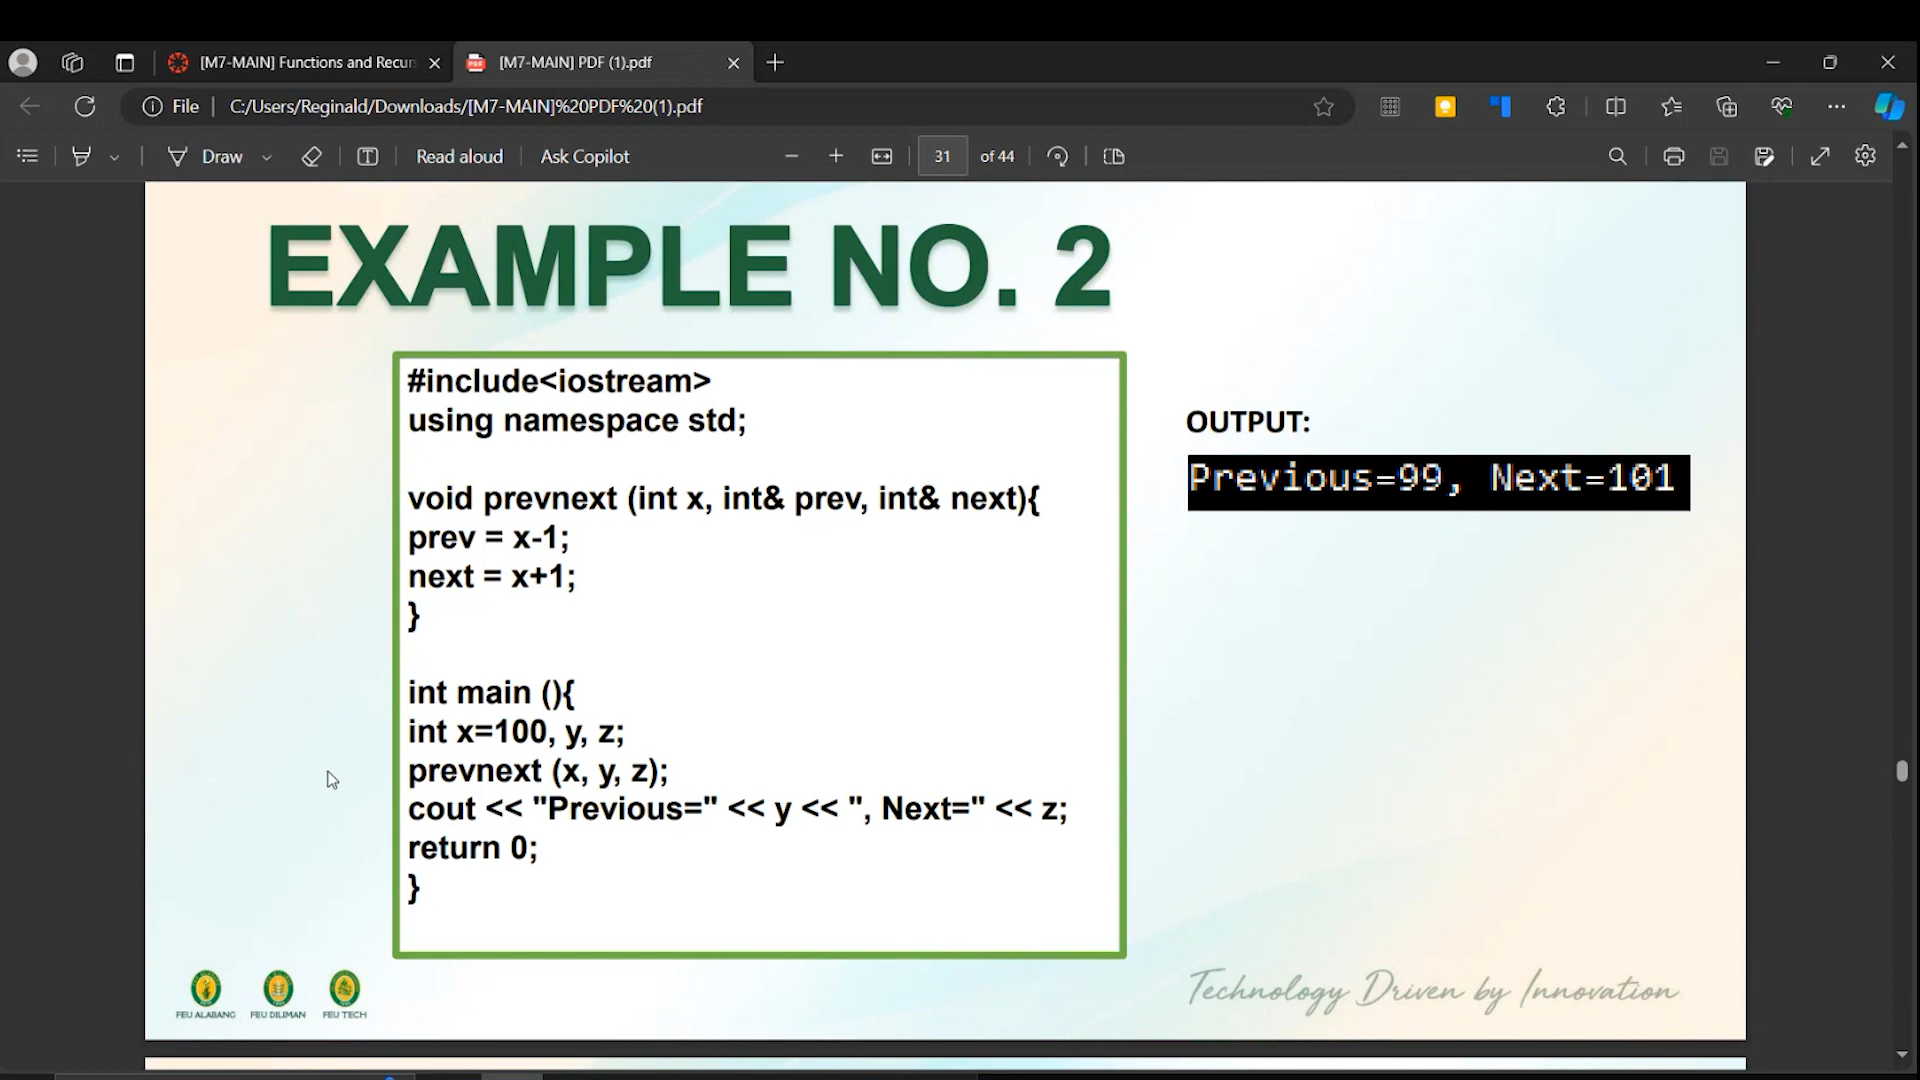 [M7-MAIN] Functions and Recur
[M7-MAIN] PDF (1).pdf
File
C:/Users/Reginald/Downloads/[M7-MAIN]%20PDF%20(1).pdf
Draw
Read aloud
Ask Copilot
31
of 44
EXAMPLE NO. 2
#include<iostream>
using namespace std;
void prevnext (int x, int& prev, int& next){
prev = x-1;
next = x+1;
}
int main (){
int x=100, y, z;
prevnext (x, y, z);
cout << "Previous=" << y << ", Next=" << z;
return 0;
}
OUTPUT:
Previous=99, Next=101
FEU ALABANG
FEU DILIMAN
FEU TECH
Technology Driven by Innovation